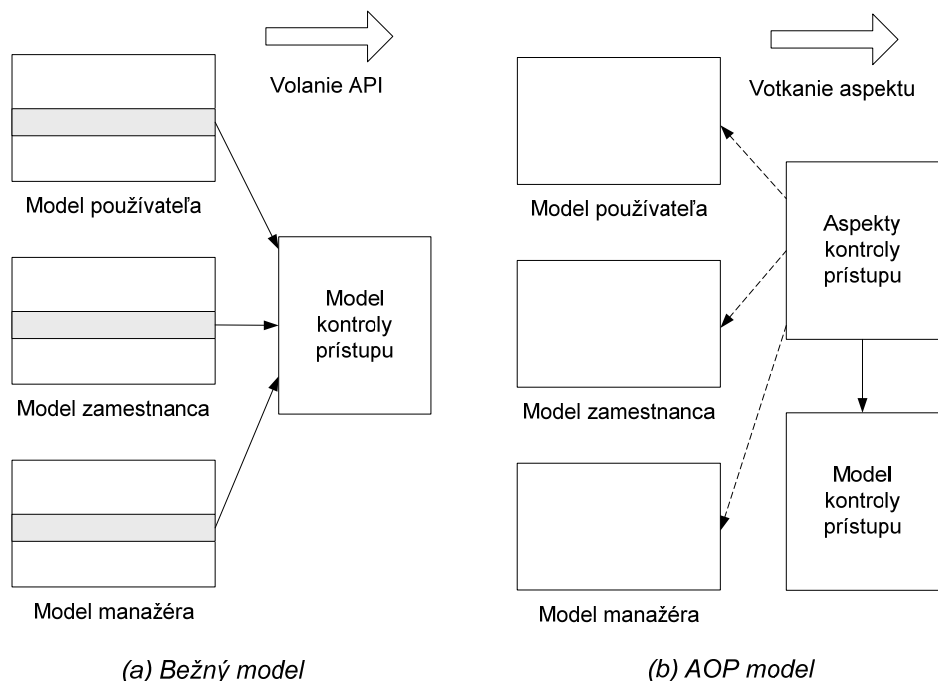 Volanie API
Model používateľa
Model zamestnanca
Model manažéra
Model
kontroly
prístupu
(a) Bežný model
Votkanie aspektu
Model používateľa
Model zamestnanca
Model manažéra
Aspekty
kontroly
prístupu
Model
kontroly
prístupu
(b) AOP model